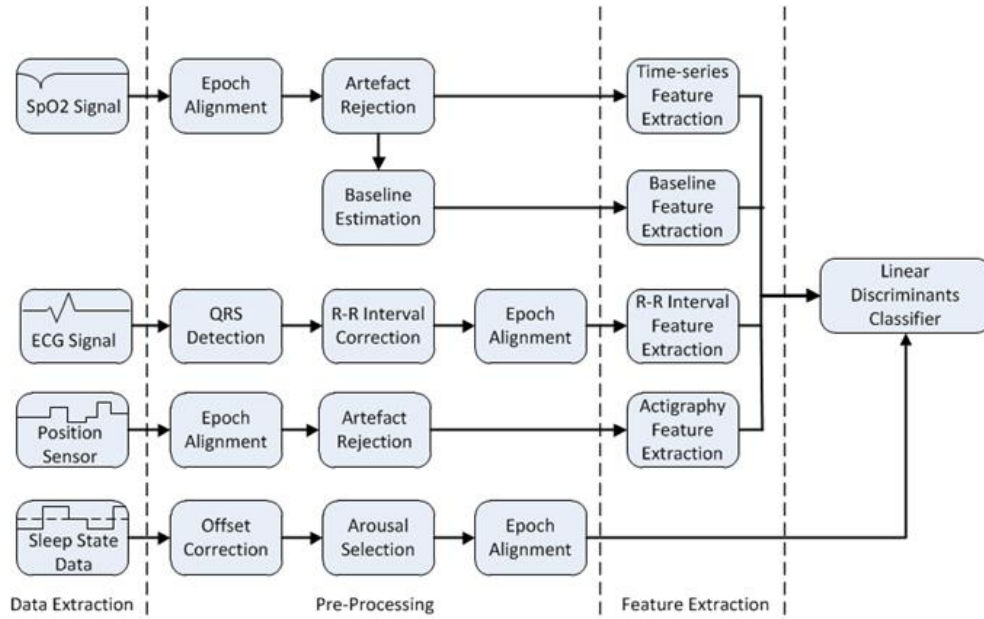 SpO2 Signal
Epoch
Alignment
Artefact
Rejection
Time-series
Feature
Extraction
Baseline
Estimation
Baseline
Feature
Extraction
ECG Signal
QRS
Detection
R-R Interval
Correction
Epoch
Alignment
R-R Interval
Feature
Extraction
Linear
Discriminants
Classifier
Position
Sensor
Epoch
Alignment
Artefact
Rejection
Actigraphy
Feature
Extraction
Sleep State
Data
Offset
Correction
Arousal
Selection
Epoch
Alignment
Data Extraction
Pre-Processing
Feature Extraction